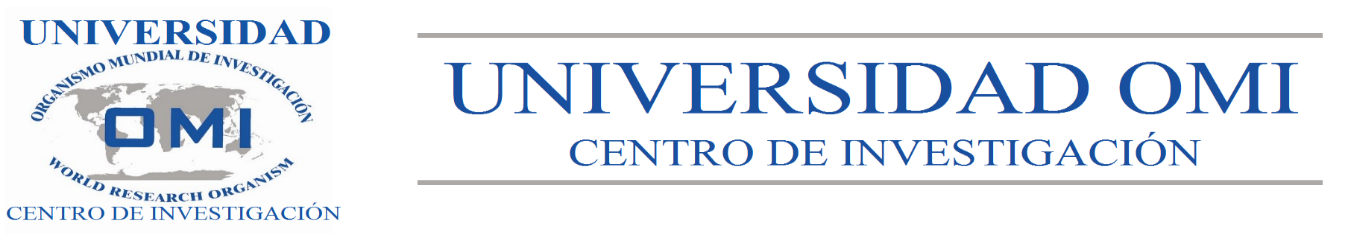 UNIVERSIDAD
ORGANISMO MUNDIAL DE INVESTIGACIÓN
OMI
WORLD RESEARCH ORGANISM
CENTRO DE INVESTIGACIÓN
UNIVERSIDAD OMI
CENTRO DE INVESTIGACIÓN